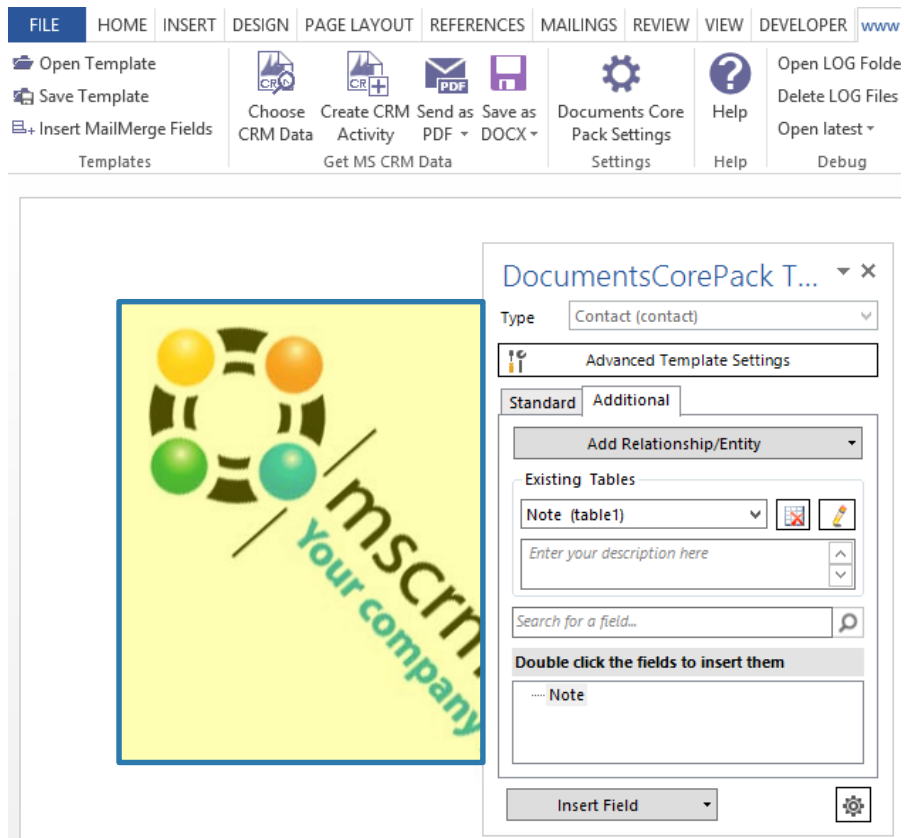 FILE HOME INSERT DESIGN PAGE LAYOUT REFERENCES MAILINGS REVIEW VIEW DEVELOPER www
Open Template
Save Template
Insert MailMerge Fields
Templates
CRM
Choose CRM Data
CR
Create CRM Activity
PDF
Send as PDF
Save as DOCX
Get MS CRM Data
Documents Core Pack Settings
Settings
?
Help
Help
Open LOG Folde
Delete LOG Files
Open latest
Debug
mscrm
Your company
DocumentsCorePack T...
Type Contact (contact)
Advanced Template Settings
Standard Additional
Add Relationship/Entity
Existing Tables
Note (table1)
Enter your description here
Search for a field...
Double click the fields to insert them
Note
Insert Field